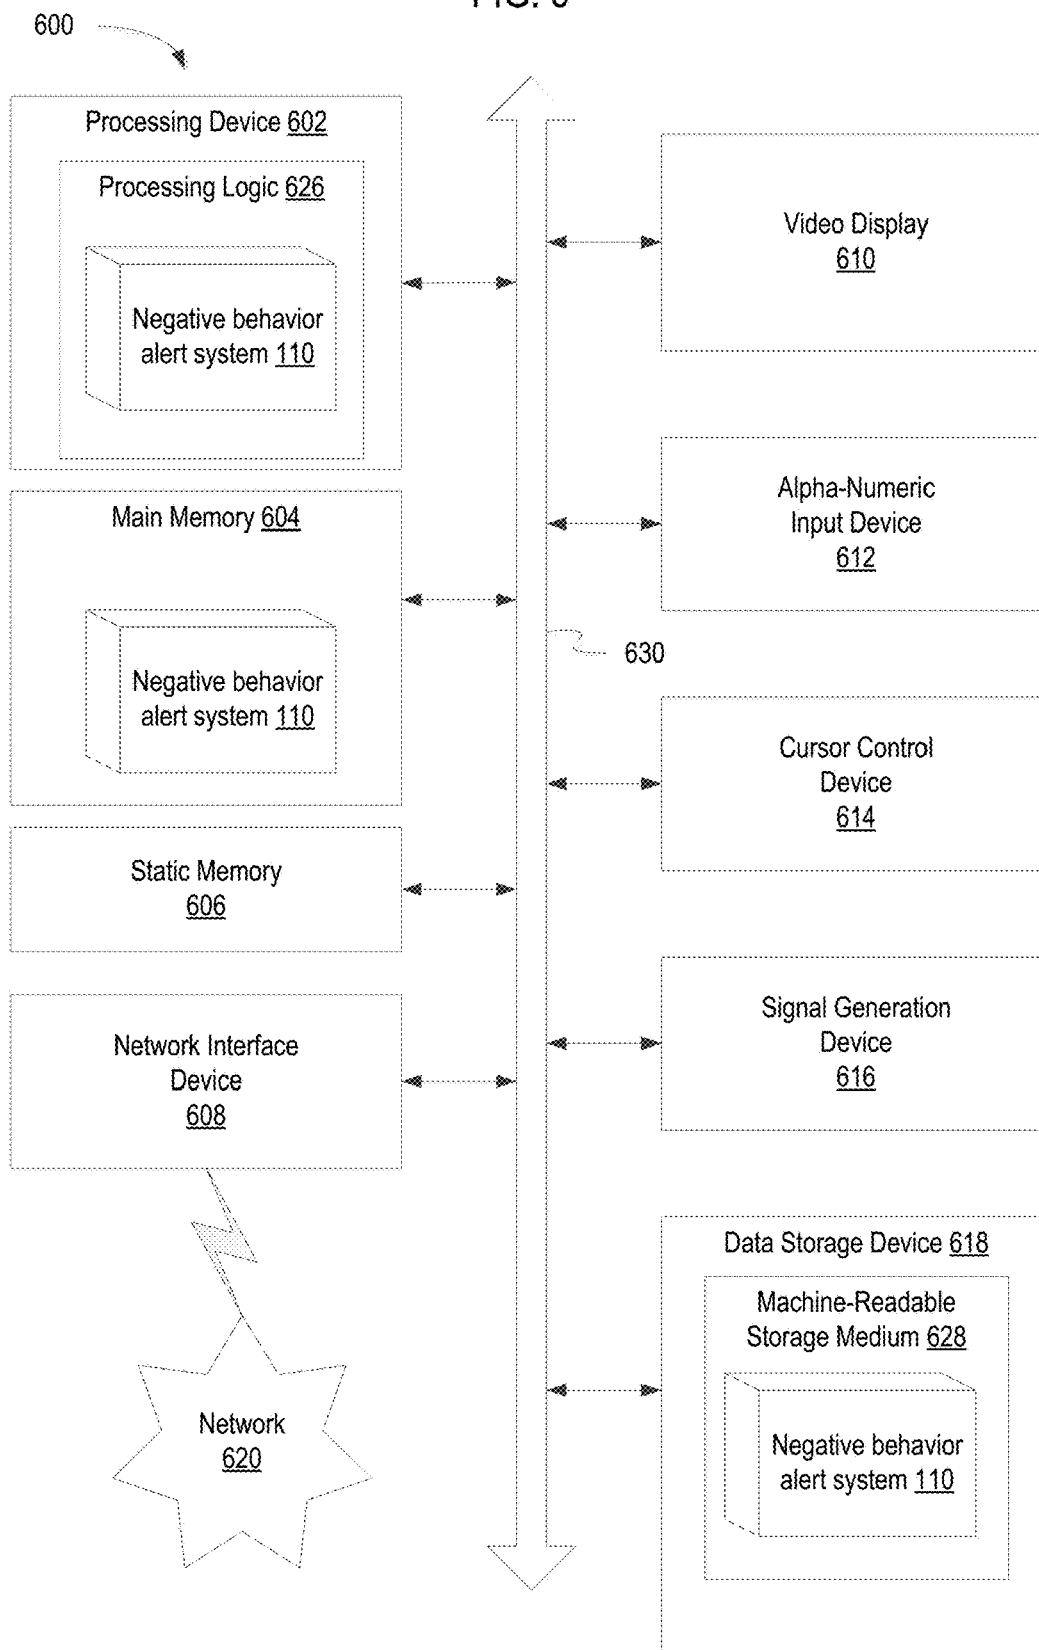 600
Processing Device 602
Processing Logic 626
Negative behavior
alert system 110
Main Memory 604
Negative behavior
alert system 110
Static Memory
606
Network Interface
Device
608
Network
620
630
Video Display
610
Alpha-Numeric
Input Device
612
Cursor Control
Device
614
Signal Generation
Device
616
Data Storage Device 618
Machine-Readable
Storage Medium 628
Negative behavior
alert system 110